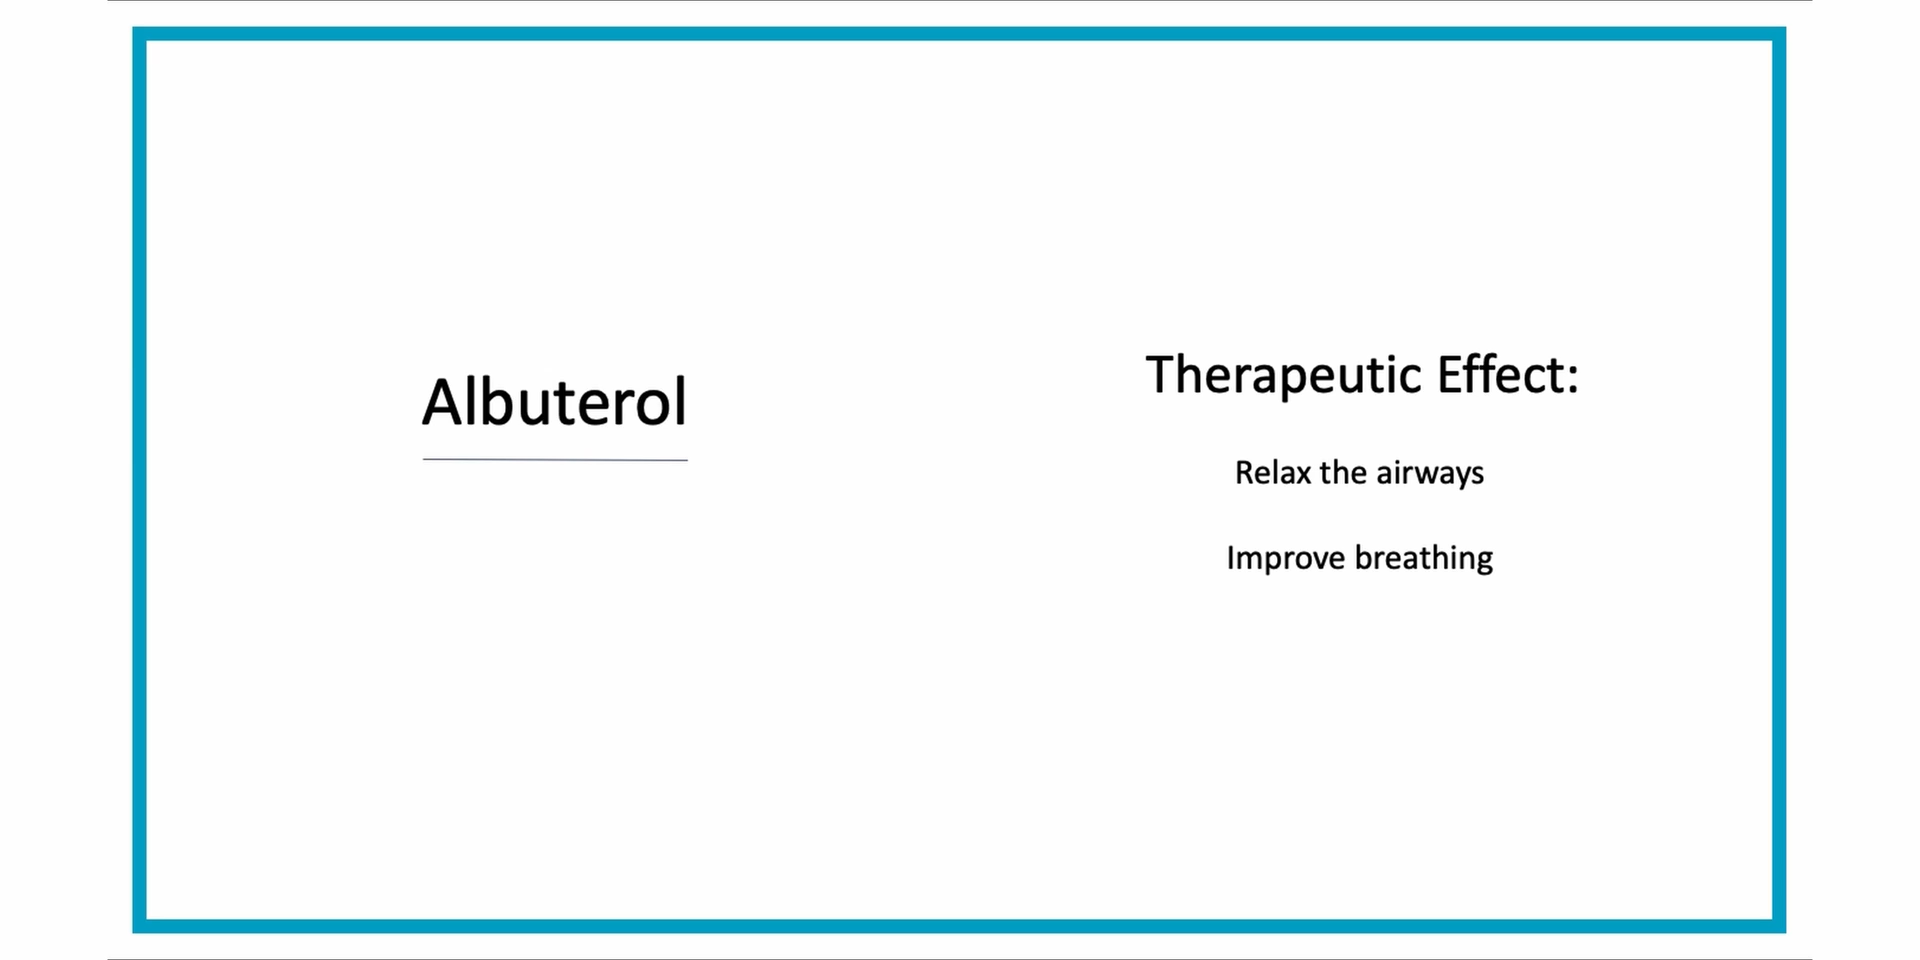 Albuterol
Therapeutic Effect:
Relax the airways
Improve breathing